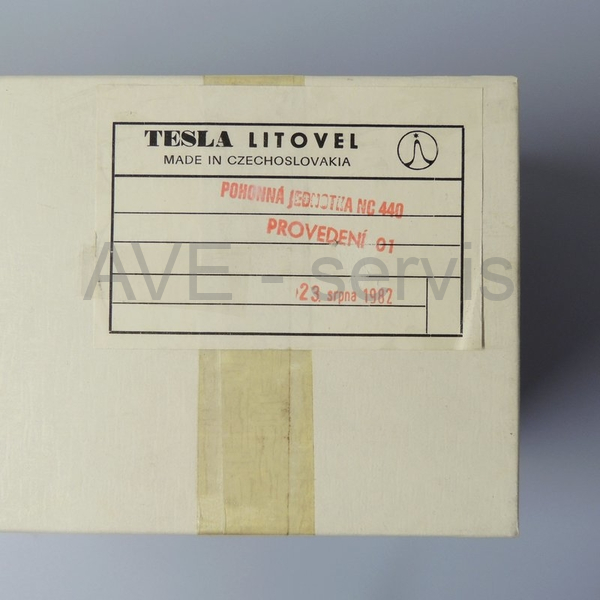 TESLA LITOVEL
MADE IN CZECHOSLOVAKIA
POHONNÁ JEDNOTKA NC 440
PROVEDENÍ 01
AVE - servis
23. srpna 1982